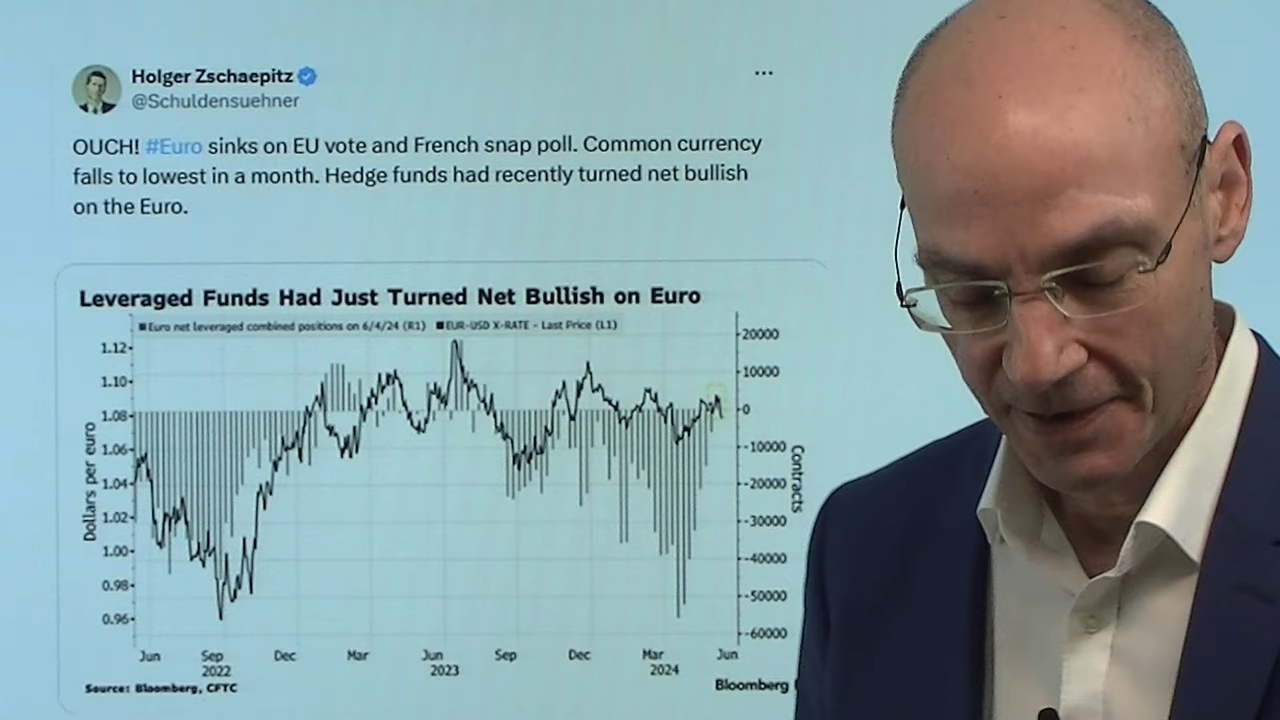 Holger Zschaepitz
@Schuldensuehner
...
OUCH! #Euro sinks on EU vote and French snap poll. Common currency
falls to lowest in a month. Hedge funds had recently turned net bullish
on the Euro.
Leveraged Funds Had Just Turned Net Bullish on Euro
Euro net leveraged combined positions on 6/4/24 (R1) EUR-USD X-RATE - Last Price (L1)
Dollars per euro
1.12
1.10
1.08
1.06
1.04
1.02
1.00
0.98
0.96
20000
10000
0
-10000
-20000
-30000
-40000
-50000
-60000
Contracts
Jun Sep Dec Mar Jun Sep Dec Mar Jun
2022 2023 2024
Source: Bloomberg, CFTC
Bloomberg